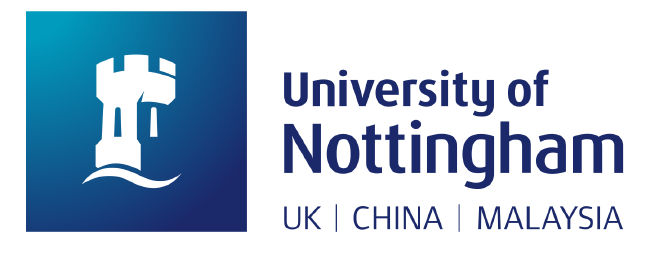 University of
Nottingham
UK | CHINA | MALAYSIA